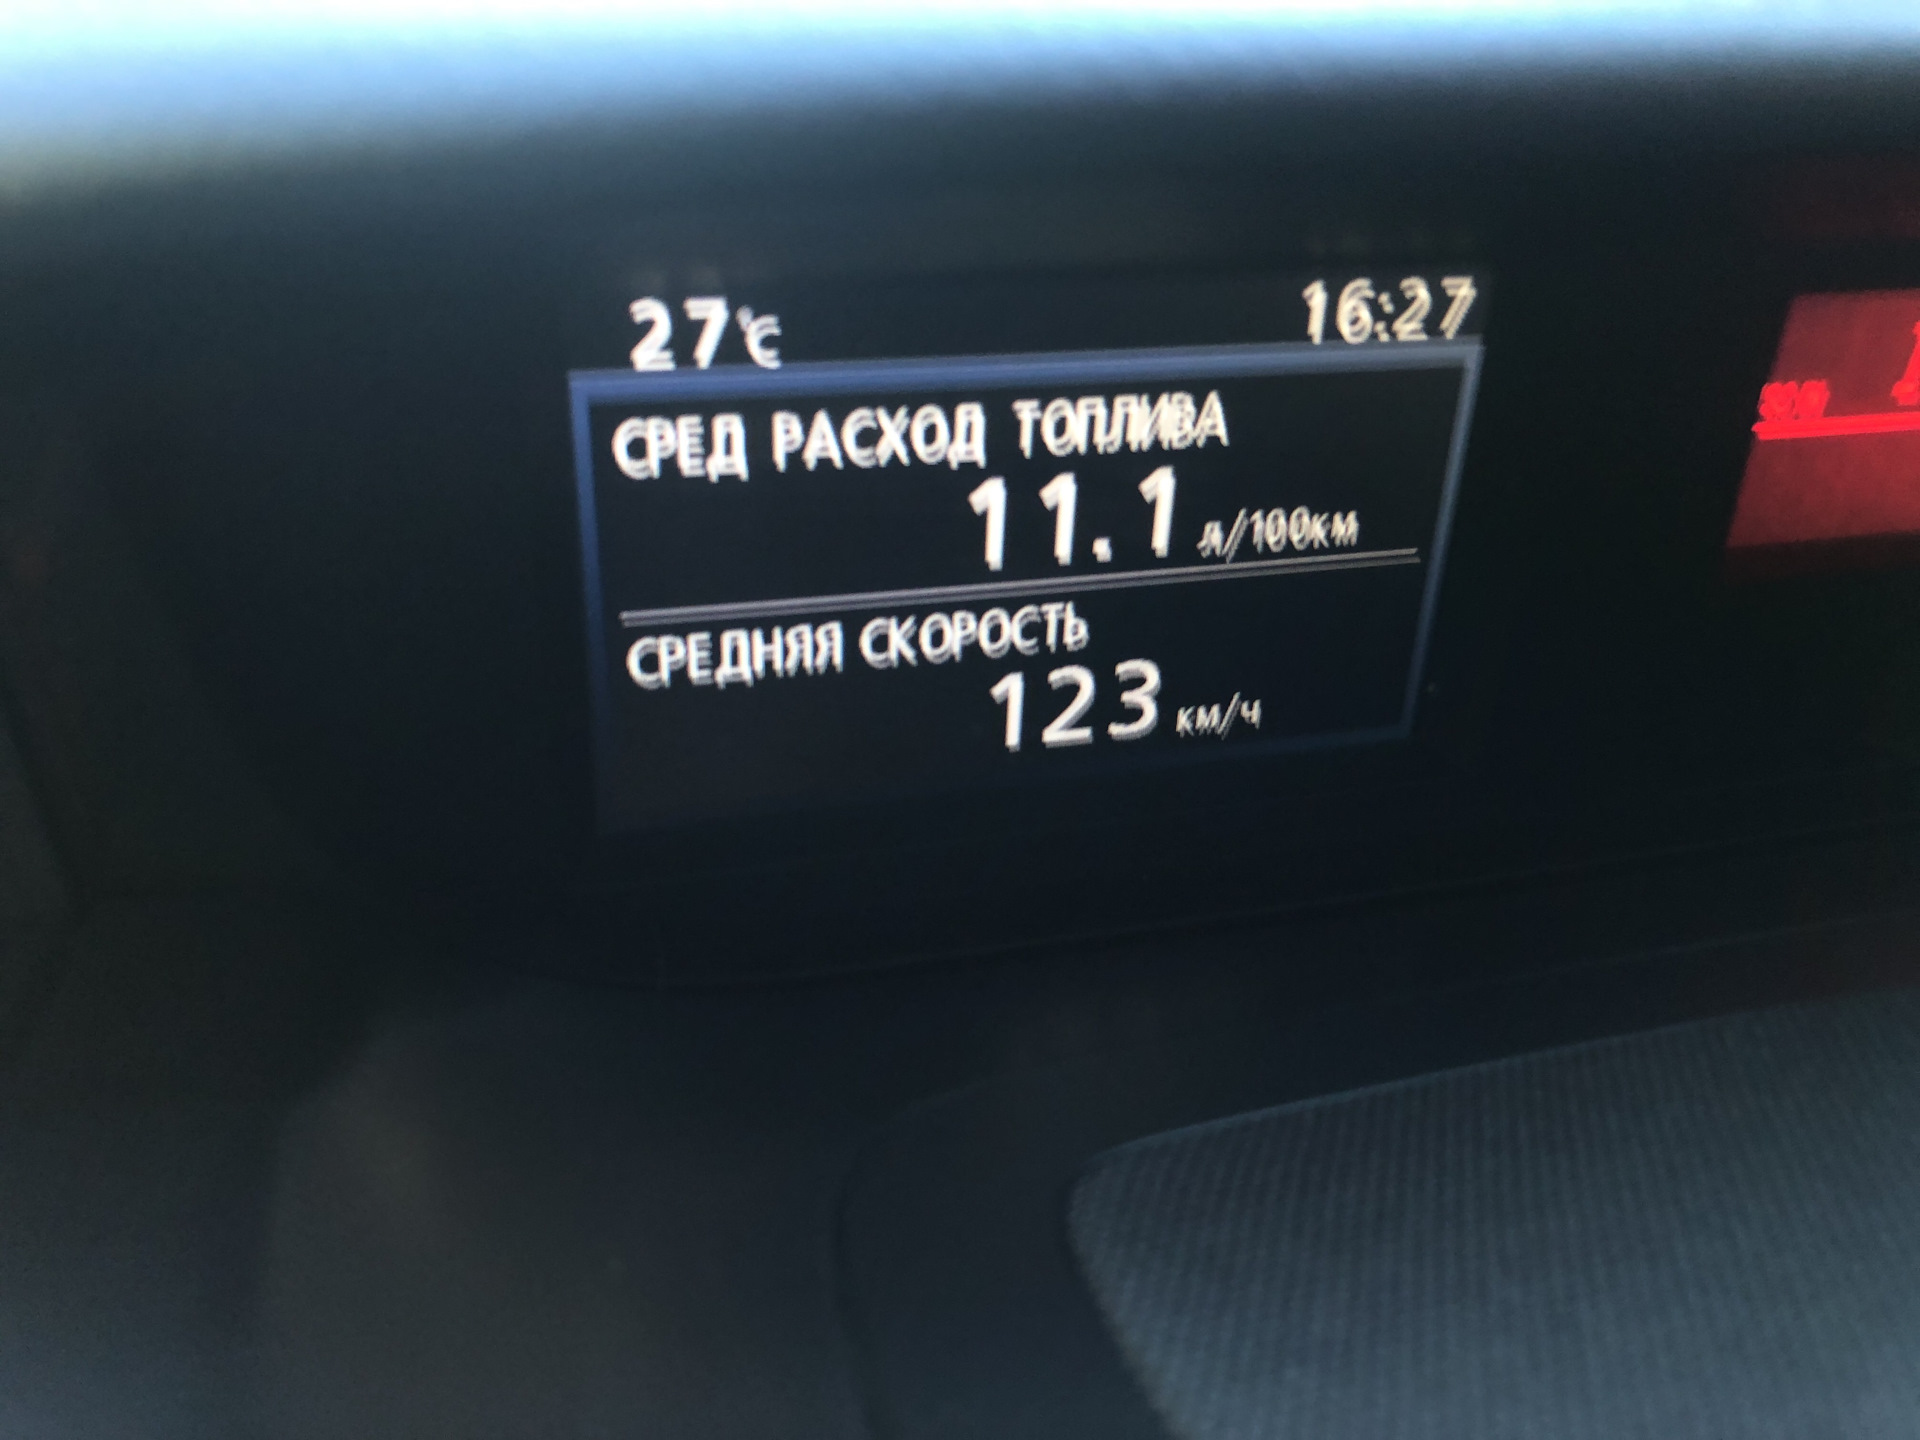 27°C 16:27
СРЕД РАСХОД ТОПЛИВА
11.1 л/100км
СРЕДНЯЯ СКОРОСТЬ
123 км/ч